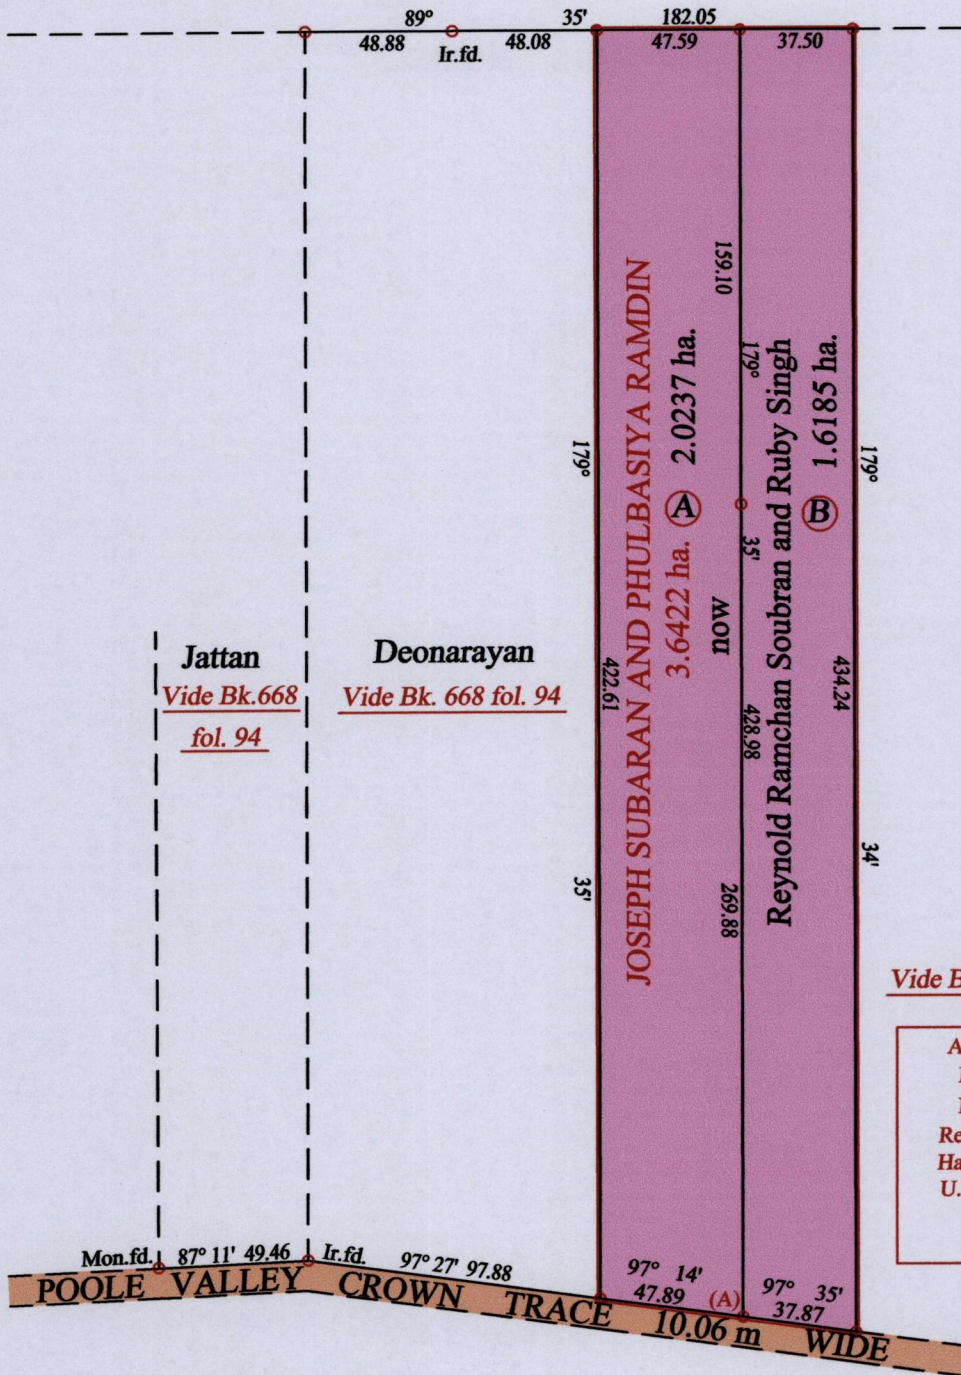 89° 35' 182.05
48.88 48.08 47.59 37.50
Ir.fd.
159.10
179°
35'
428.98
269.88
179°
422.61
35'
JOSEPH SUBARAN AND PHULBASIYA RAMDIN
3.6422 ha. Ⓐ 2.0237 ha.
now
Reynold Ramchan Soubran and Ruby Singh
Ⓑ 1.6185 ha.
179°
434.24
34'
Jattan
Vide Bk.668
fol. 94
Deonarayan
Vide Bk. 668 fol. 94
Vide
Mon.fd. 87° 11' 49.46 Ir.fd. 97° 27' 97.88
97° 14'
47.89 (A)
97° 35'
37.87
POOLE VALLEY CROWN TRACE 10.06 m WIDE